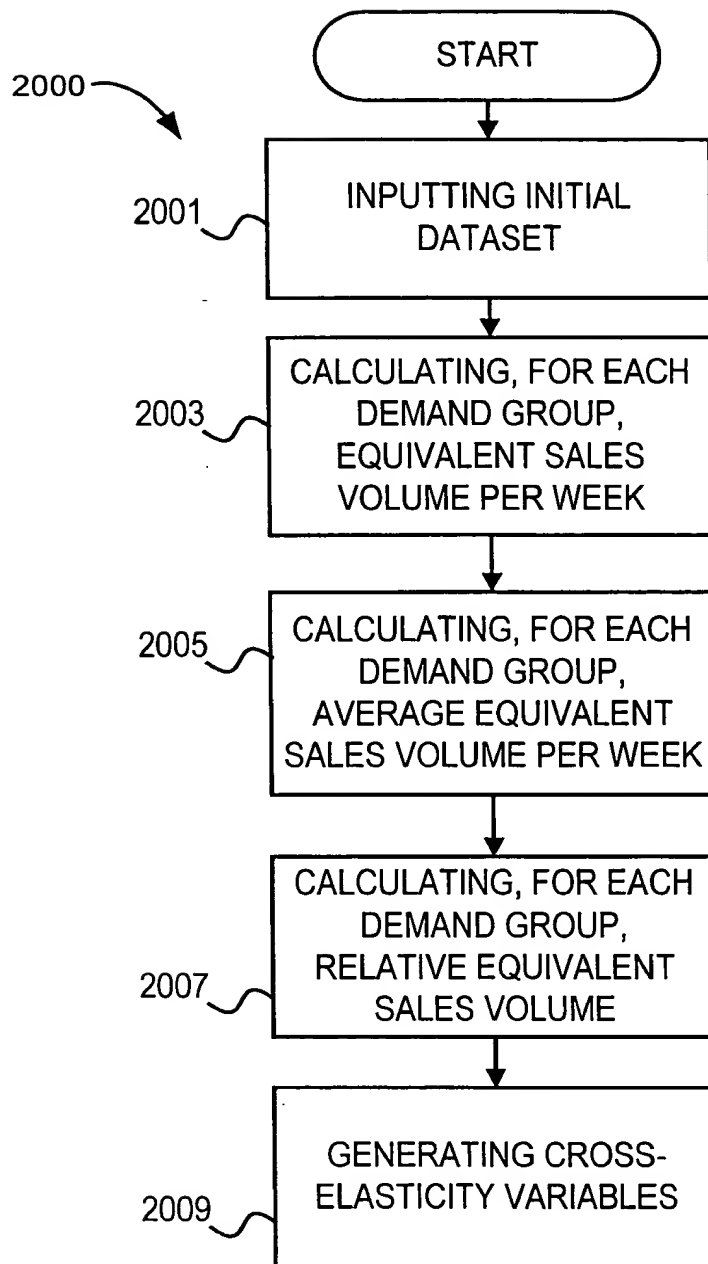 START
2000
2001
INPUTTING INITIAL
DATASET
2003
CALCULATING, FOR EACH
DEMAND GROUP,
EQUIVALENT SALES
VOLUME PER WEEK
2005
CALCULATING, FOR EACH
DEMAND GROUP,
AVERAGE EQUIVALENT
SALES VOLUME PER WEEK
2007
CALCULATING, FOR EACH
DEMAND GROUP,
RELATIVE EQUIVALENT
SALES VOLUME
2009
GENERATING CROSS-
ELASTICITY VARIABLES